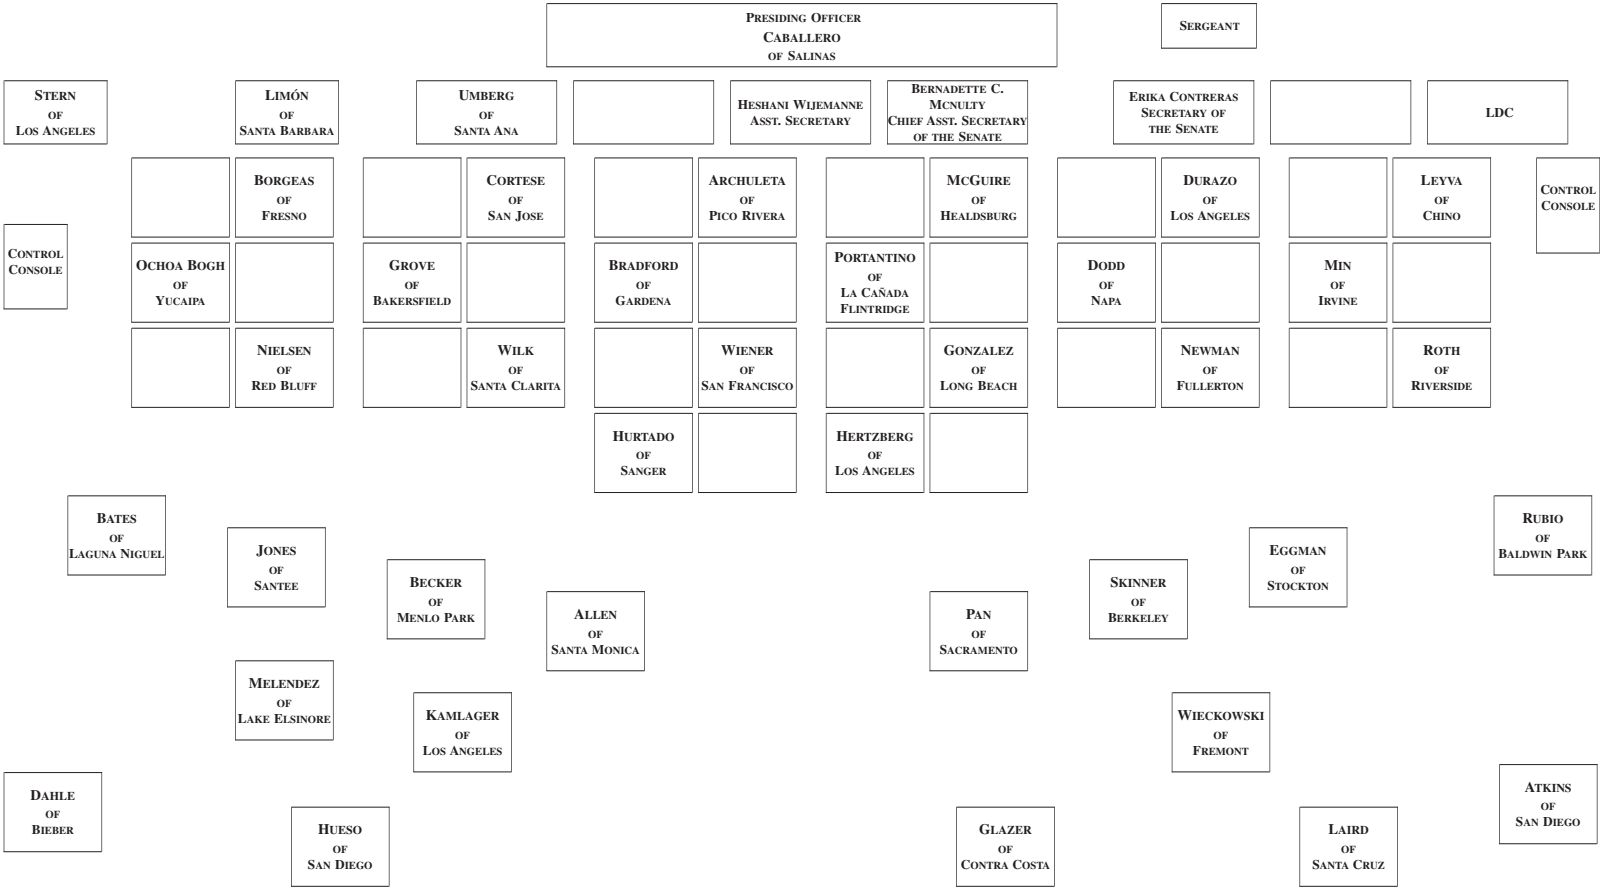 PRESIDING OFFICER
CABALLERO
OF SALINAS
SERGEANT
STERN
OF
LOS ANGELES
LIMÓN
OF
SANTA BARBARA
UMBERG
OF
SANTA ANA
HESHANI WIJEMANNE
ASST. SECRETARY
BERNADETTE C.
MCNULTY
CHIEF ASST. SECRETARY
OF THE SENATE
ERIKA CONTRERAS
SECRETARY OF
THE SENATE
LDC
BORGEAS
OF
FRESNO
CORTESE
OF
SAN JOSE
ARCHULETA
OF
PICO RIVERA
MCGUIRE
OF
HEALDSBURG
DURAZO
OF
LOS ANGELES
LEYVA
OF
CHINO
CONTROL
CONSOLE
CONTROL
CONSOLE
OCHOA BOGH
OF
YUCAIPA
GROVE
OF
BAKERSFIELD
BRADFORD
OF
GARDENA
PORTANTINO
OF
LA CAÑADA
FLINTRIDGE
DODD
OF
NAPA
MIN
OF
IRVINE
NIELSEN
OF
RED BLUFF
WILK
OF
SANTA CLARITA
WIENER
OF
SAN FRANCISCO
GONZALEZ
OF
LONG BEACH
NEWMAN
OF
FULLERTON
ROTH
OF
RIVERSIDE
HURTADO
OF
SANGER
HERTZBERG
OF
LOS ANGELES
BATES
OF
LAGUNA NIGUEL
JONES
OF
SANTEE
BECKER
OF
MENLO PARK
ALLEN
OF
SANTA MONICA
PAN
OF
SACRAMENTO
SKINNER
OF
BERKELEY
EGGMAN
OF
STOCKTON
RUBIO
OF
BALDWIN PARK
MELENDEZ
OF
LAKE ELSINORE
KAMLAGER
OF
LOS ANGELES
WIECKOWSKI
OF
FREMONT
DAHLE
OF
BIEBER
HUESO
OF
SAN DIEGO
GLAZER
OF
CONTRA COSTA
LAIRD
OF
SANTA CRUZ
ATKINS
OF
SAN DIEGO